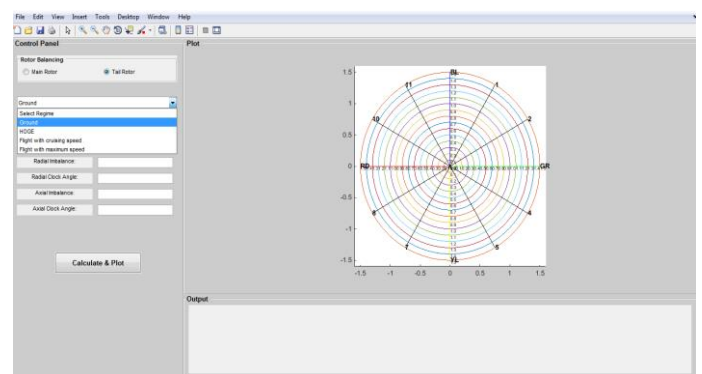 File Edit View Insert Tools Desktop Window Help
Control Panel
Rotor Balancing
Main Rotor Tail Rotor
Ground
Select Regime
Ground
HOGE
Flight with cruising speed
Flight with maximum speed
Radial Imbalance:
Radial Clock Angle:
Axial Imbalance:
Axial Clock Angle:
Calculate & Plot
Plot
1.5
1
0.5
0
-0.5
-1
-1.5
-1.5 -1 -0.5 0 0.5 1 1.5
BL
11 1
10 2
RD GR
8 4
7 5
YL
Output